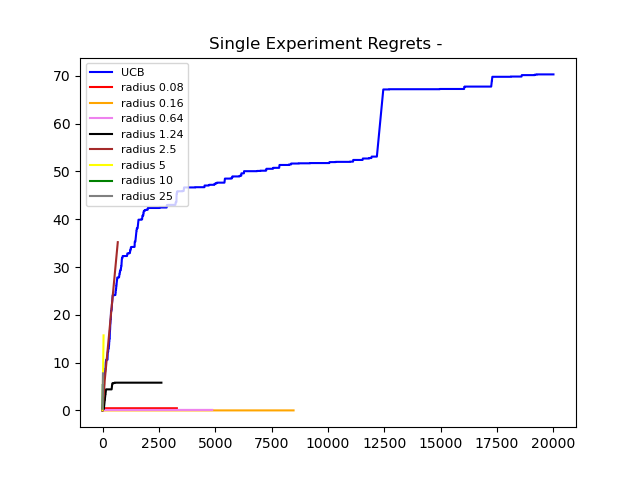 Single Experiment Regrets -
UCB
radius 0.08
radius 0.16
radius 0.64
radius 1.24
radius 2.5
radius 5
radius 10
radius 25
70
60
50
40
30
20
10
0
0 2500 5000 7500 10000 12500 15000 17500 20000